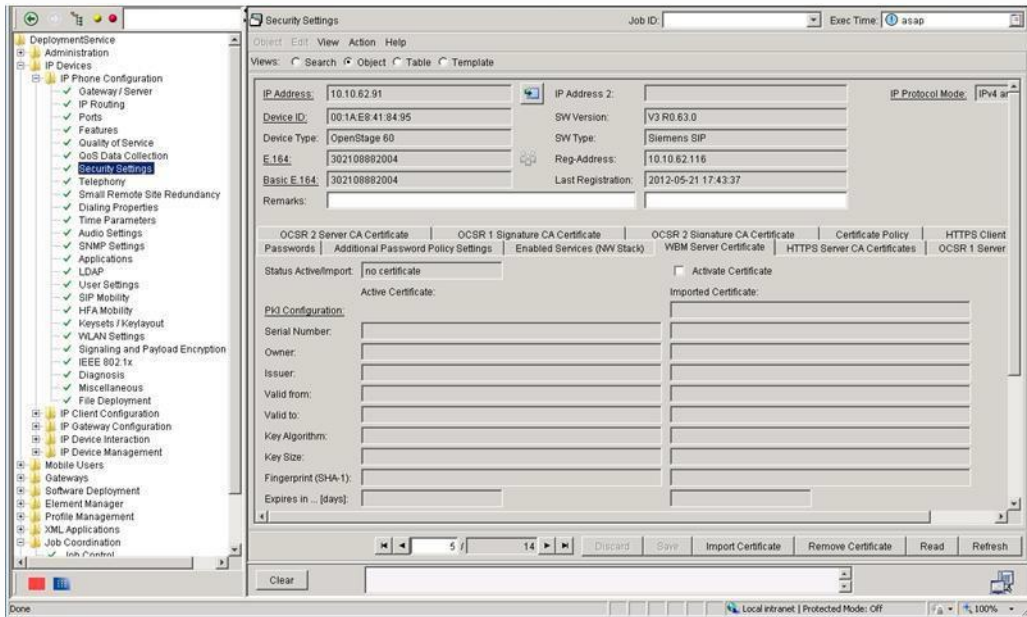 Security Settings Job ID: Exec Time: asap
DeploymentService
Administration
IP Devices
IP Phone Configuration
Gateway / Server
IP Routing
Ports
Features
Quality of Service
QoS Data Collection
Security Settings
Telephony
Small Remote Site Redundancy
Dialing Properties
Time Parameters
Audio Settings
SNMP Settings
Applications
LDAP
User Settings
SIP Mobility
HFA Mobility
Keysets / Keylayout
WLAN Settings
Signaling and Payload Encryption
IEEE 802.1x
Diagnosis
Miscellaneous
File Deployment
IP Client Configuration
IP Gateway Configuration
IP Device Interaction
IP Device Management
Mobile Users
Gateways
Software Deployment
Element Manager
Profile Management
XML Applications
Job Coordination
Job Control
Object Edit View Action Help
Views: Search Object Table Template
IP Address: 10.10.62.91 IP Address 2: IP Protocol Mode: IPv4 ar
Device ID: 00:1A:E8:41:84:95 SW Version: V3 R0.63.0
Device Type: OpenStage 60 SW Type: Siemens SIP
E.164: 302108882004 Reg-Address: 10.10.62.116
Basic E.164: 302108882004 Last Registration: 2012-05-21 17:43:37
Remarks:
OCSR 2 Server CA Certificate OCSR 1 Signature CA Certificate OCSR 2 Signature CA Certificate Certificate Policy HTTPS Client
Passwords Additional Password Policy Settings Enabled Services (NW Stack) WBM Server Certificate HTTPS Server CA Certificates OCSR 1 Server
Status Active/Import: no certificate Activate Certificate
Active Certificate: Imported Certificate:
PKI Configuration:
Serial Number:
Owner:
Issuer:
Valid from:
Valid to:
Key Algorithm:
Key Size:
Fingerprint (SHA-1):
Expires in ... [days]:
5 / 14 Discard Save Import Certificate Remove Certificate Read Refresh
Clear
Done Local intranet | Protected Mode: Off 100%